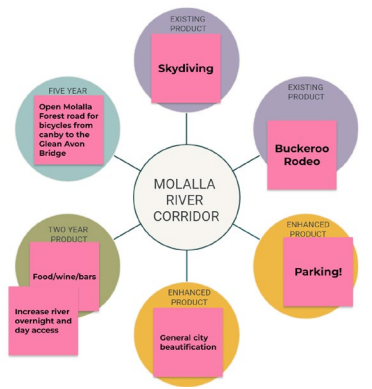 EXISTING
PRODUCT
Skydiving
FIVE YEAR
Open Molalla
Forest road for
bicycles from
canby to the
Glean Avon
Bridge
EXISTING
PRODUCT
Buckeroo
Rodeo
MOLALLA
RIVER
CORRIDOR
TWO YEAR
PRODUCT
Food/wine/bars
Increase river
overnight and
day access
ENHANCED
PRODUCT
Parking!
ENHANCED
PRODUCT
General city
beautification